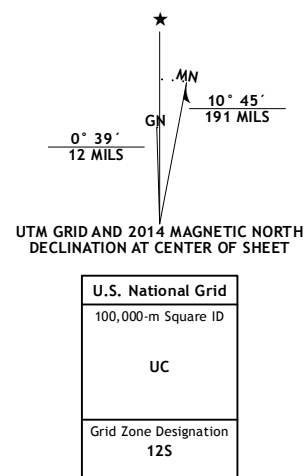 MN
GN
10° 45´
191 MILS
0° 39´
12 MILS
UTM GRID AND 2014 MAGNETIC NORTH
DECLINATION AT CENTER OF SHEET
U.S. National Grid
100,000-m Square ID
UC
Grid Zone Designation
12S